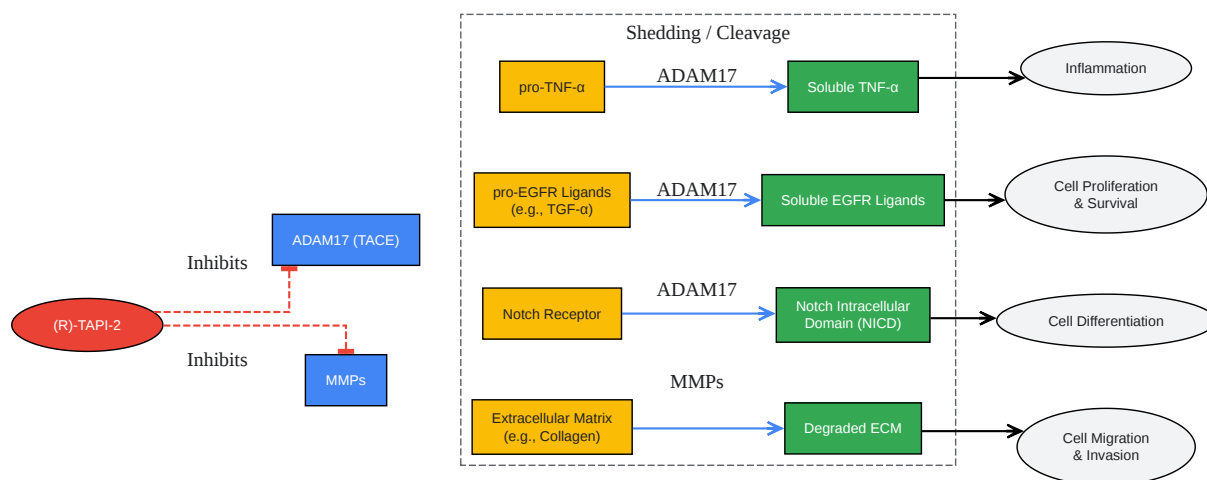 Shedding / Cleavage
pro-TNF-α
ADAM17
Soluble TNF-α
Inflammation
pro-EGFR Ligands
(e.g., TGF-α)
ADAM17
Soluble EGFR Ligands
Cell Proliferation
& Survival
ADAM17 (TACE)
Inhibits
(R)-TAPI-2
Inhibits
MMPs
Notch Receptor
ADAM17
Notch Intracellular
Domain (NICD)
Cell Differentiation
MMPs
Extracellular Matrix
(e.g., Collagen)
Degraded ECM
Cell Migration
& Invasion